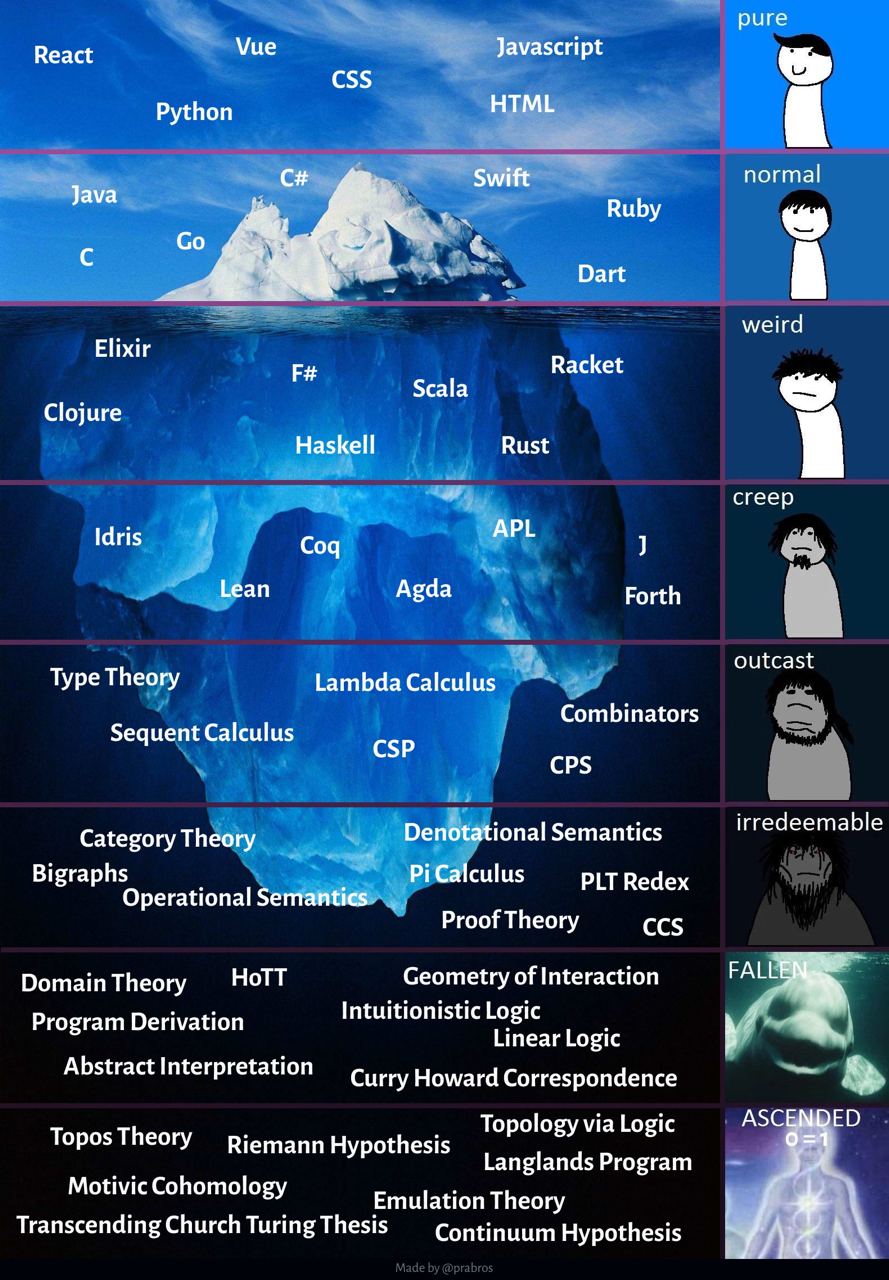 React
Vue
Javascript
CSS
Python
HTML
pure
Java
C#
Swift
Ruby
C
Go
Dart
normal
Elixir
F#
Scala
Racket
Clojure
Haskell
Rust
weird
Idris
Coq
APL
J
Lean
Agda
Forth
creep
Type Theory
Lambda Calculus
Combinators
Sequent Calculus
CSP
CPS
outcast
Category Theory
Denotational Semantics
Bigraphs
Pi Calculus
PLT Redex
Operational Semantics
Proof Theory
CCS
irredeemable
Domain Theory
HoTT
Geometry of Interaction
Program Derivation
Intuitionistic Logic
Linear Logic
Abstract Interpretation
Curry Howard Correspondence
FALLEN
Topos Theory
Riemann Hypothesis
Topology via Logic
Langlands Program
Motivic Cohomology
Emulation Theory
Transcending Church Turing Thesis
Continuum Hypothesis
ASCENDED
0 = 1
Made by @prabros